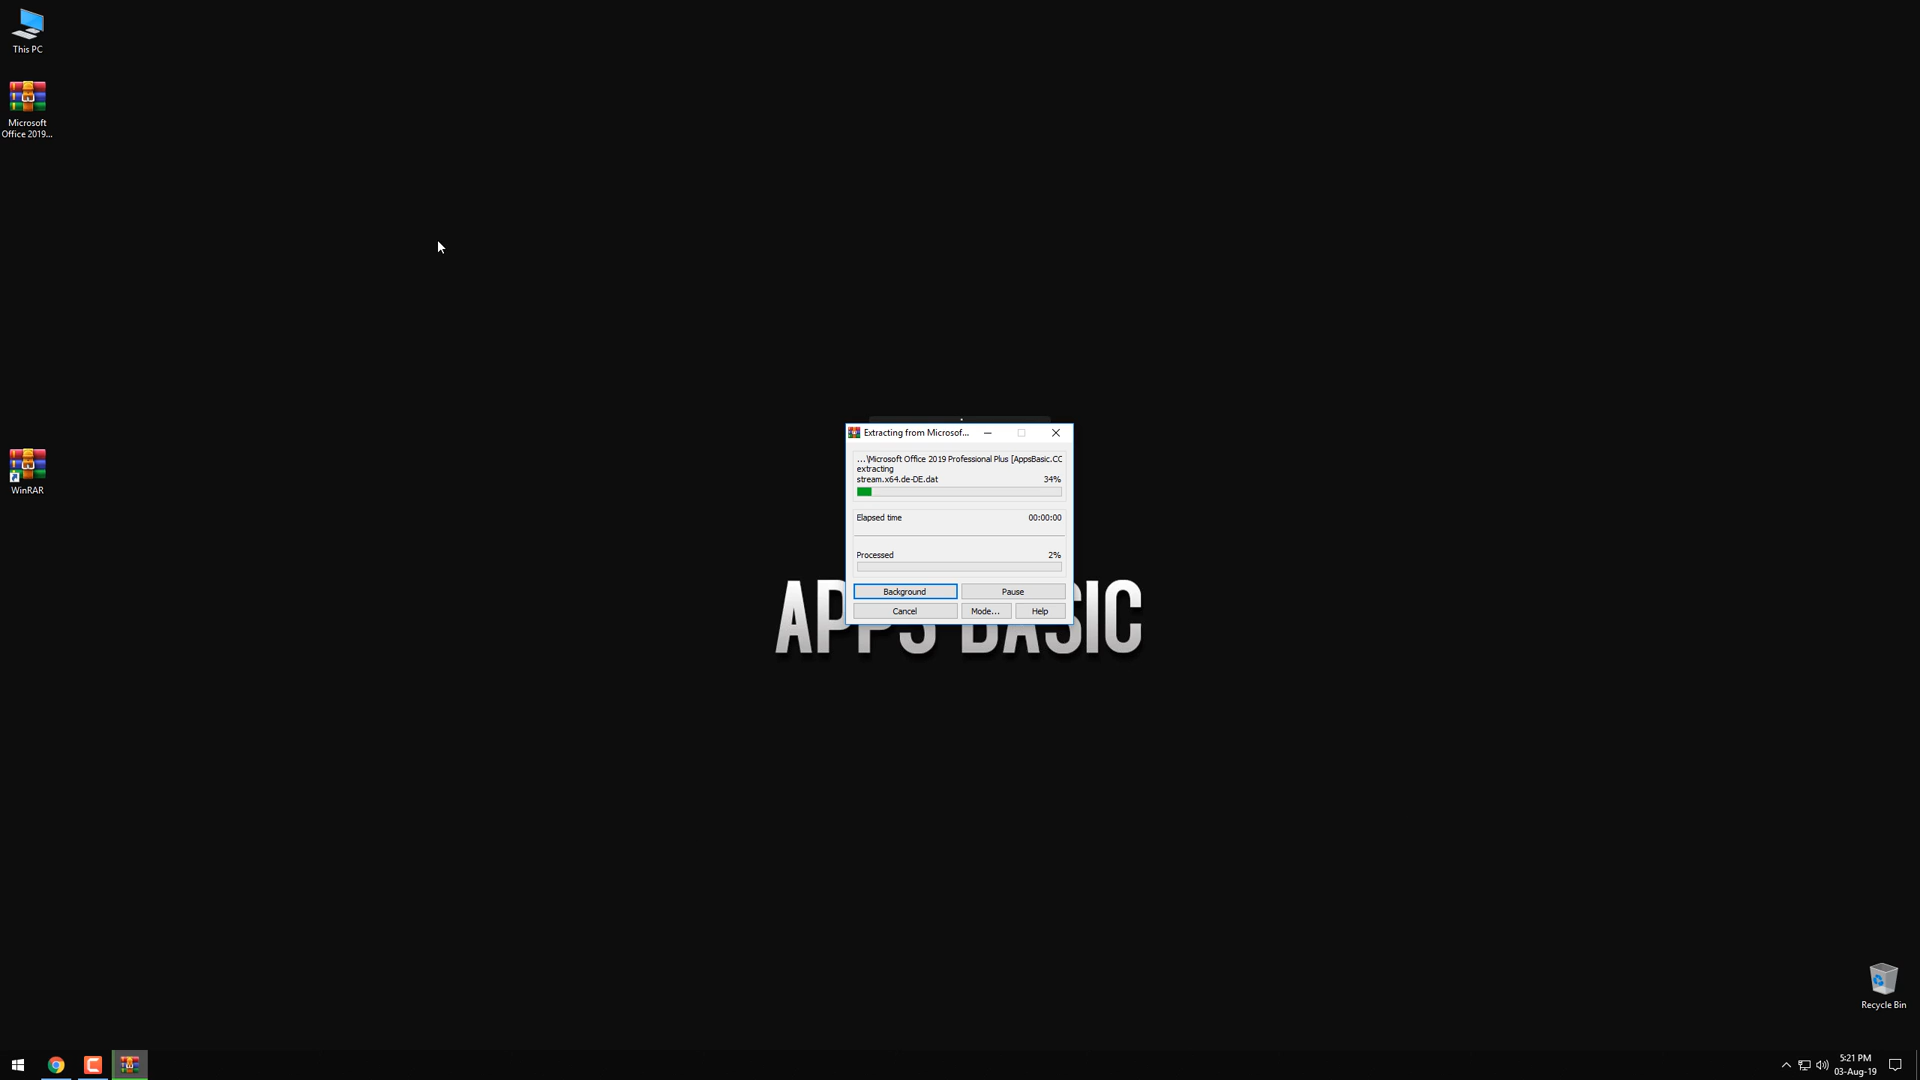 This PC
Microsoft
Office 2019...
WinRAR
Extracting from Microsof...
...\Microsoft Office 2019 Professional Plus [AppsBasic.CC
extracting
stream.x64.de-DE.dat 34%
Elapsed time 00:00:00
Processed 2%
Background Pause
Cancel Mode... Help
APPS BASIC
Recycle Bin
5:21 PM
03-Aug-19